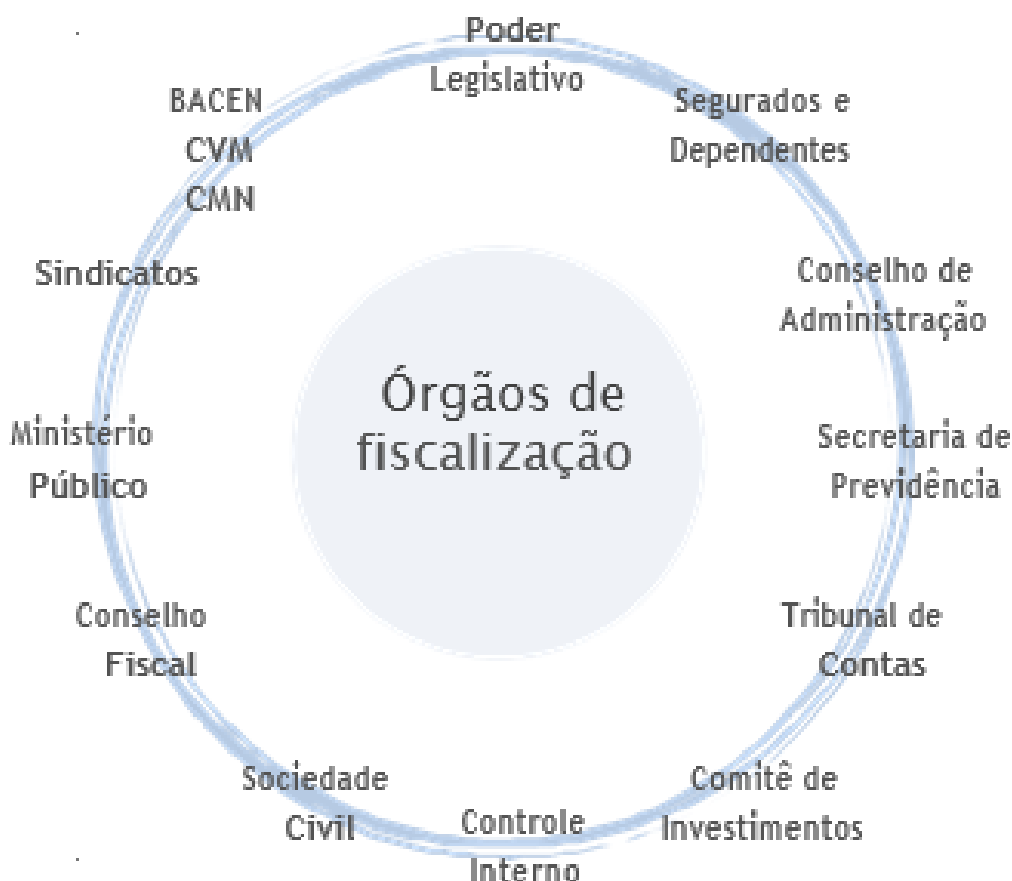 Poder
Legislativo
Segurados e
Dependentes
Conselho de
Administração
Secretaria de
Previdência
Tribunal de
Contas
Comitê de
Investimentos
Controle
Interno
Sociedade
Civil
Conselho
Fiscal
Ministério
Público
Sindicatos
BACEN
CVM
CMN
Órgãos de
fiscalização